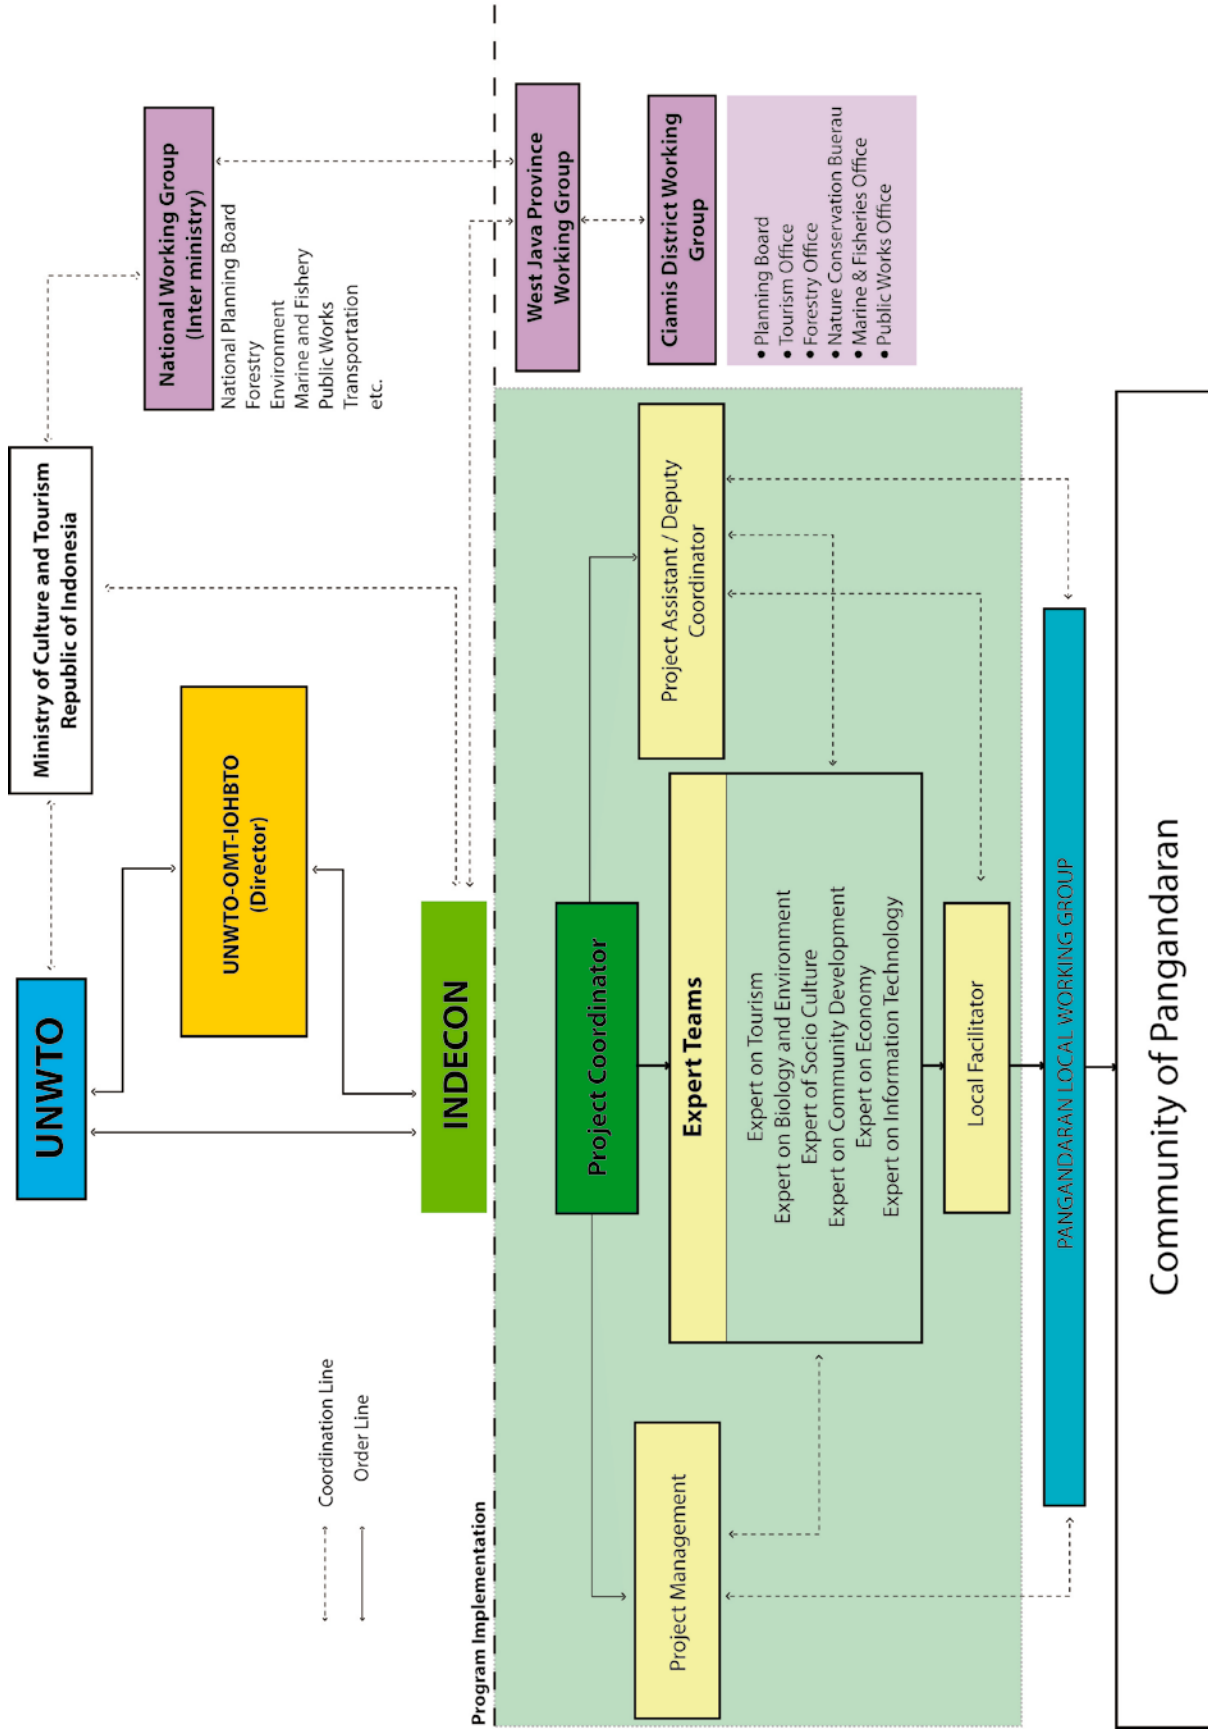 UNWTO
Ministry of Culture and Tourism
Republic of Indonesia
UNWTO-OMT-IOHBTO
(Director)
National Working Group
(Inter ministry)
National Planning Board
Forestry
Environment
Marine and Fishery
Public Works
Transportation
etc.
Coordination Line
Order Line
INDECON
Program Implementation
West Java Province
Working Group
Ciamis District Working
Group
• Planning Board
• Tourism Office
• Forestry Office
• Nature Conservation Buerau
• Marine & Fisheries Office
• Public Works Office
Project Coordinator
Project Management
Expert Teams
Expert on Tourism
Expert on Biology and Environment
Expert of Socio Culture
Expert on Community Development
Expert on Economy
Expert on Information Technology
Project Assistant / Deputy
Coordinator
Local Facilitator
PANGANDARAN LOCAL WORKING GROUP
Community of Pangandaran